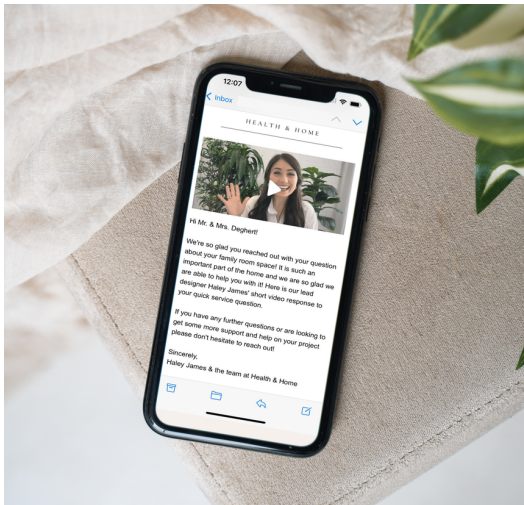 12:07
Inbox
HEALTH & HOME
Hi Mr. & Mrs. Deghert!
We're so glad you reached out with your question
about your family room space! It is such an
important part of the home and we are so glad we
are able to help you with it! Here is our lead
designer Haley James' short video response to
your quick service question.
If you have any further questions or are looking to
get some more support and help on your project
please don't hesitate to reach out!
Sincerely,
Haley James & the team at Health & Home